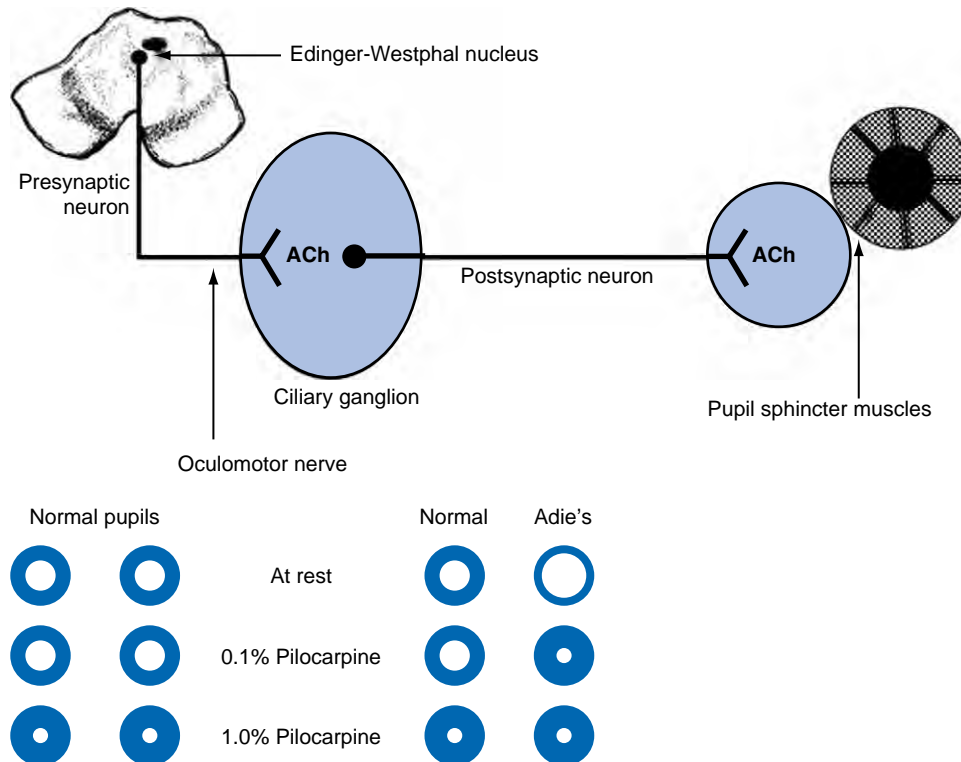 Edinger-Westphal nucleus
Presynaptic
neuron
ACh
ACh
Postsynaptic neuron
Ciliary ganglion
Pupil sphincter muscles
Oculomotor nerve
Normal pupils
Normal Adie's
At rest
0.1% Pilocarpine
1.0% Pilocarpine